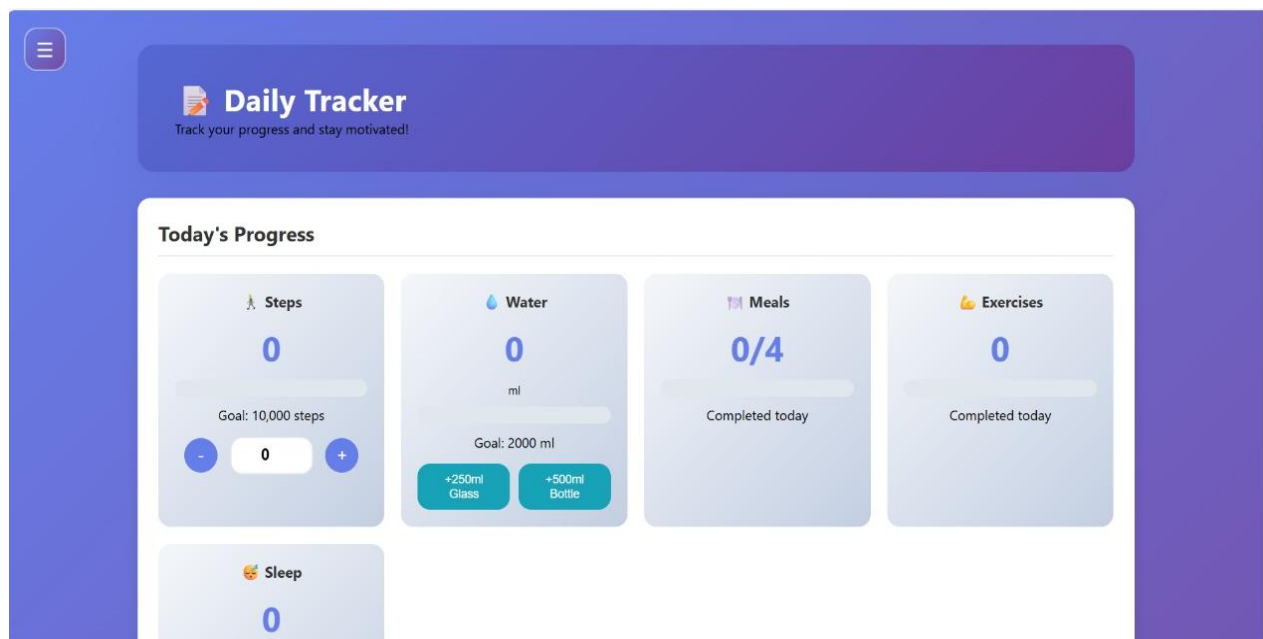 ☰
📝 Daily Tracker
Track your progress and stay motivated!
Today's Progress
🚶 Steps
0
Goal: 10,000 steps
- 0 +
💧 Water
0
ml
Goal: 2000 ml
+250ml
Glass
+500ml
Bottle
🍽️ Meals
0/4
Completed today
💪 Exercises
0
Completed today
😴 Sleep
0